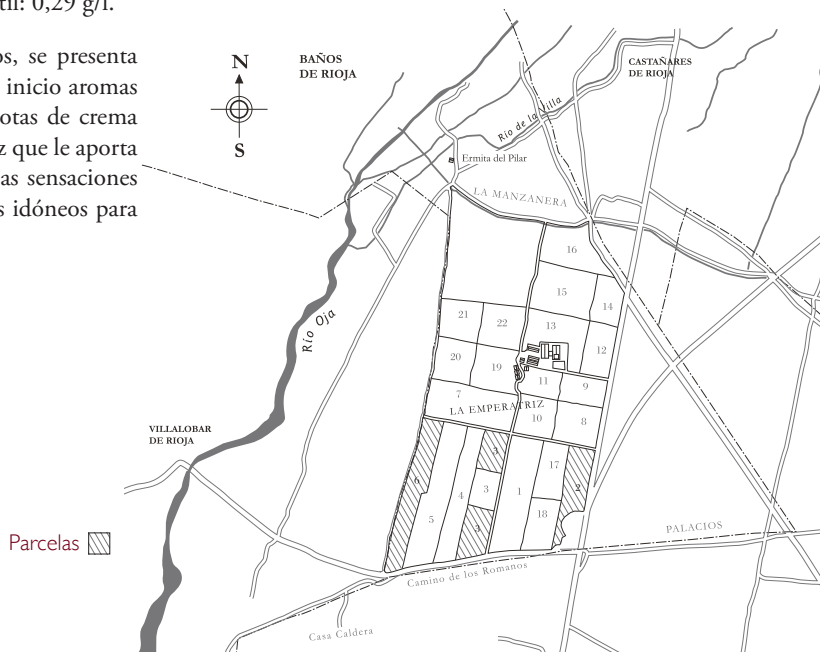 til: 0,29 g/l.
os, se presenta
inicio aromas
otas de crema
z que le aporta
as sensaciones
s idóneos para
N
S
BAÑOS
DE RIOJA
CASTAÑARES
DE RIOJA
Río de la Villa
Ermita del Pilar
LA MANZANERA
16
15
14
21
22
13
Río Oja
12
20
19
11
9
7
LA EMPERATRIZ
10
8
VILLALOBAR
DE RIOJA
3
17
6
4
3
1
2
5
3
18
Parcelas
PALACIOS
Camino de los Romanos
Casa Caldera